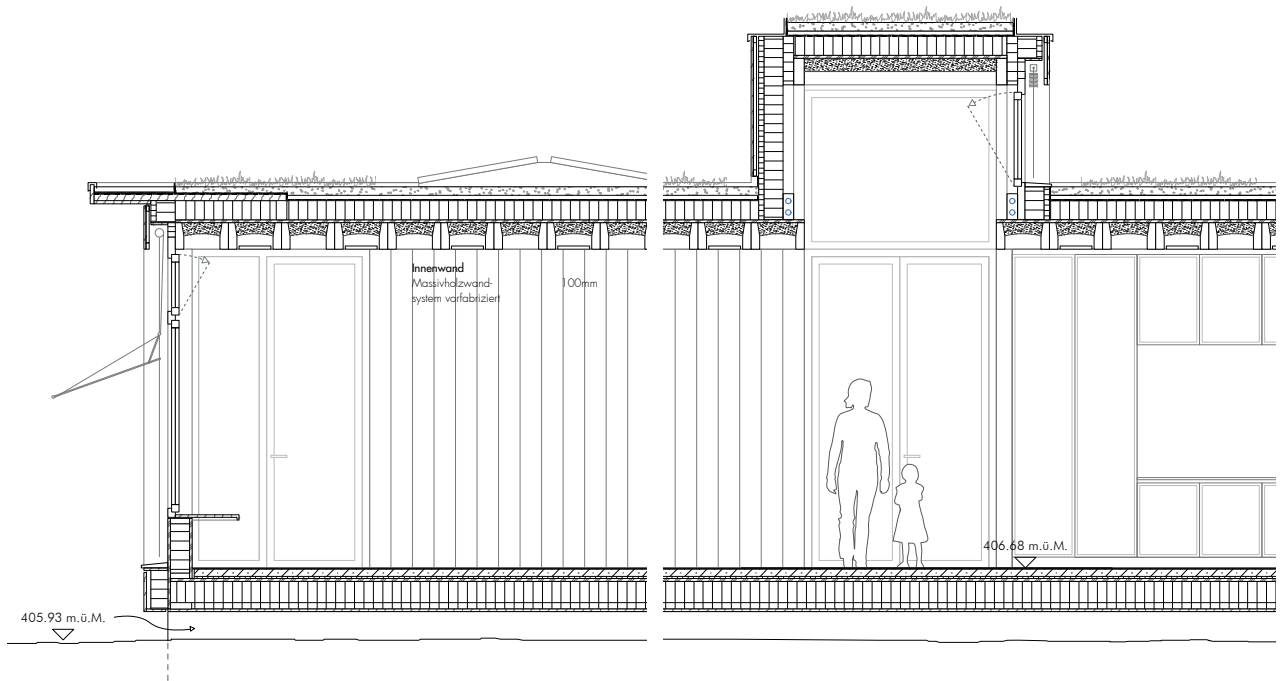 Innenwand
Massivholzwand- 100mm
system vorfabriziert
406.68 m.ü.M.
405.93 m.ü.M.